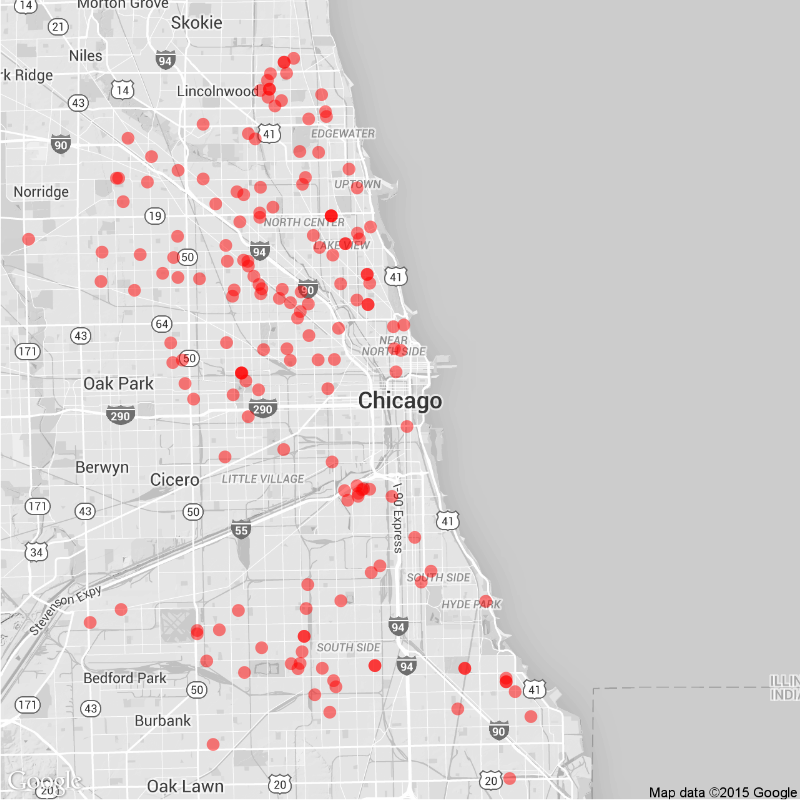 14
Morton Grove
Skokie
21
Niles
94
rk Ridge
14
Lincolnwood
43
41
EDGEWATER
90
Norridge
UPTOWN
19
NORTH CENTER
LAKE VIEW
94
50
41
90
64
43
NEAR
NORTH SIDE
171
50
Oak Park
290
290
Chicago
Berwyn
Cicero
LITTLE VILLAGE
171
43
50
I-90 Express
55
41
34
SOUTH SIDE
Stevenson Expy
HYDE PARK
94
SOUTH SIDE
94
Bedford Park
50
41
ILLIN
INDIA
171
43
Burbank
90
Google
20
Oak Lawn
20
20
Map data ©2015 Google